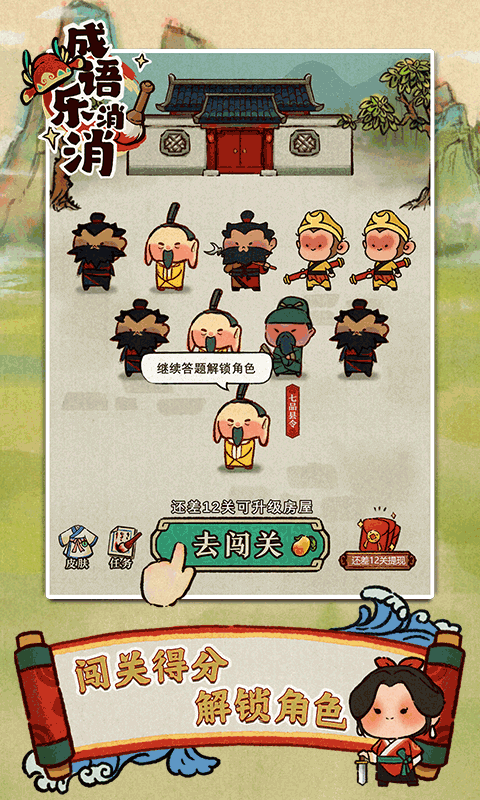 成语
乐消消
继续答题解锁角色
七品县令
还差12关可升级房屋
皮肤
任务
去闯关
还差12关提现
闯关得分
解锁角色